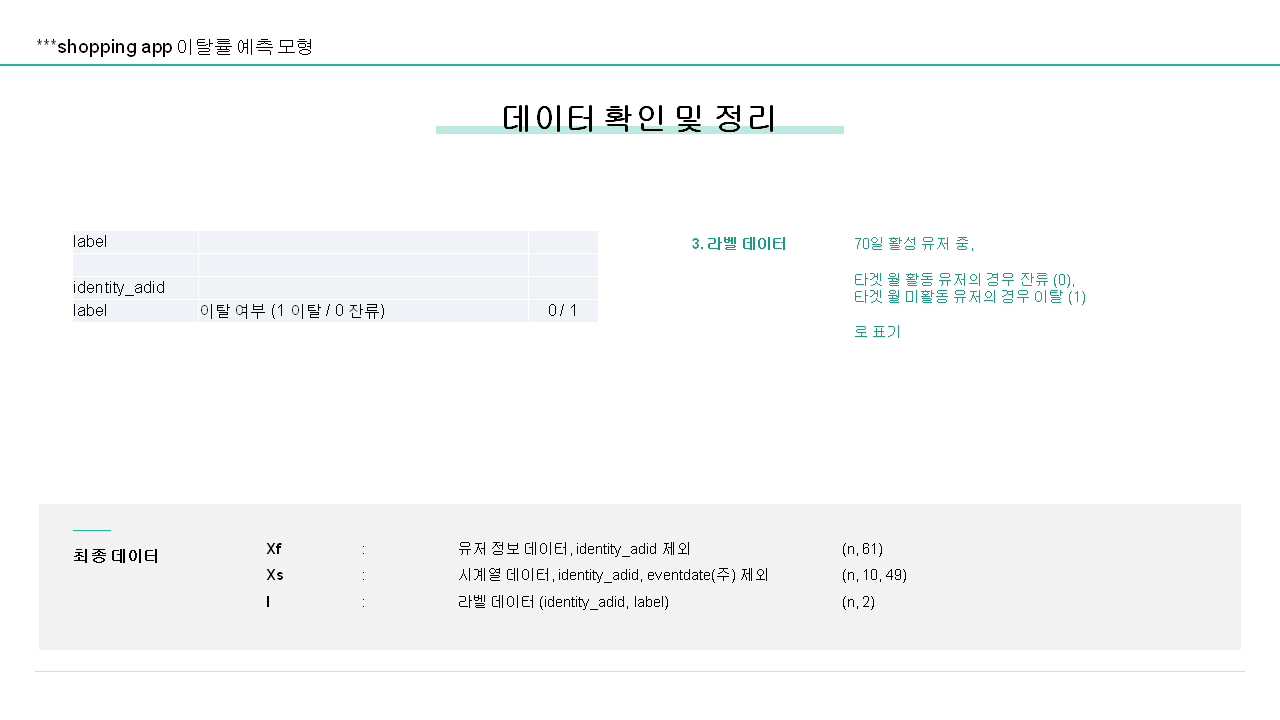 ***shopping app 이탈률 예측 모형
데이터 확인 및 정리
label
identity_adid
label 이탈 여부 (1 이탈 / 0 잔류) 0 / 1
3. 라벨 데이터
70일 활성 유저 중,
타겟 월 활동 유저의 경우 잔류 (0),
타겟 월 미활동 유저의 경우 이탈 (1)
로 표기
최종 데이터
Xf : 유저 정보 데이터, identity_adid 제외 (n, 61)
Xs : 시계열 데이터, identity_adid, eventdate(주) 제외 (n, 10, 49)
l : 라벨 데이터 (identity_adid, label) (n, 2)